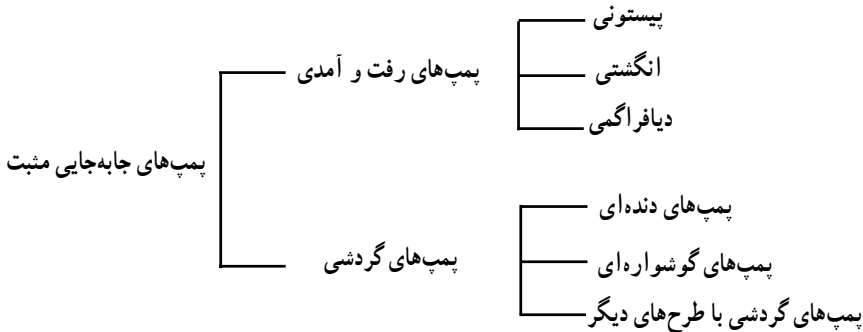 پمپ‌های جابه‌جایی مثبت
پمپ‌های رفت و آمدی
پیستونی
انگشتی
دیافراگمی
پمپ‌های گردشی
پمپ‌های دنده‌ای
پمپ‌های گوشواره‌ای
پمپ‌های گردشی با طرح‌های دیگر